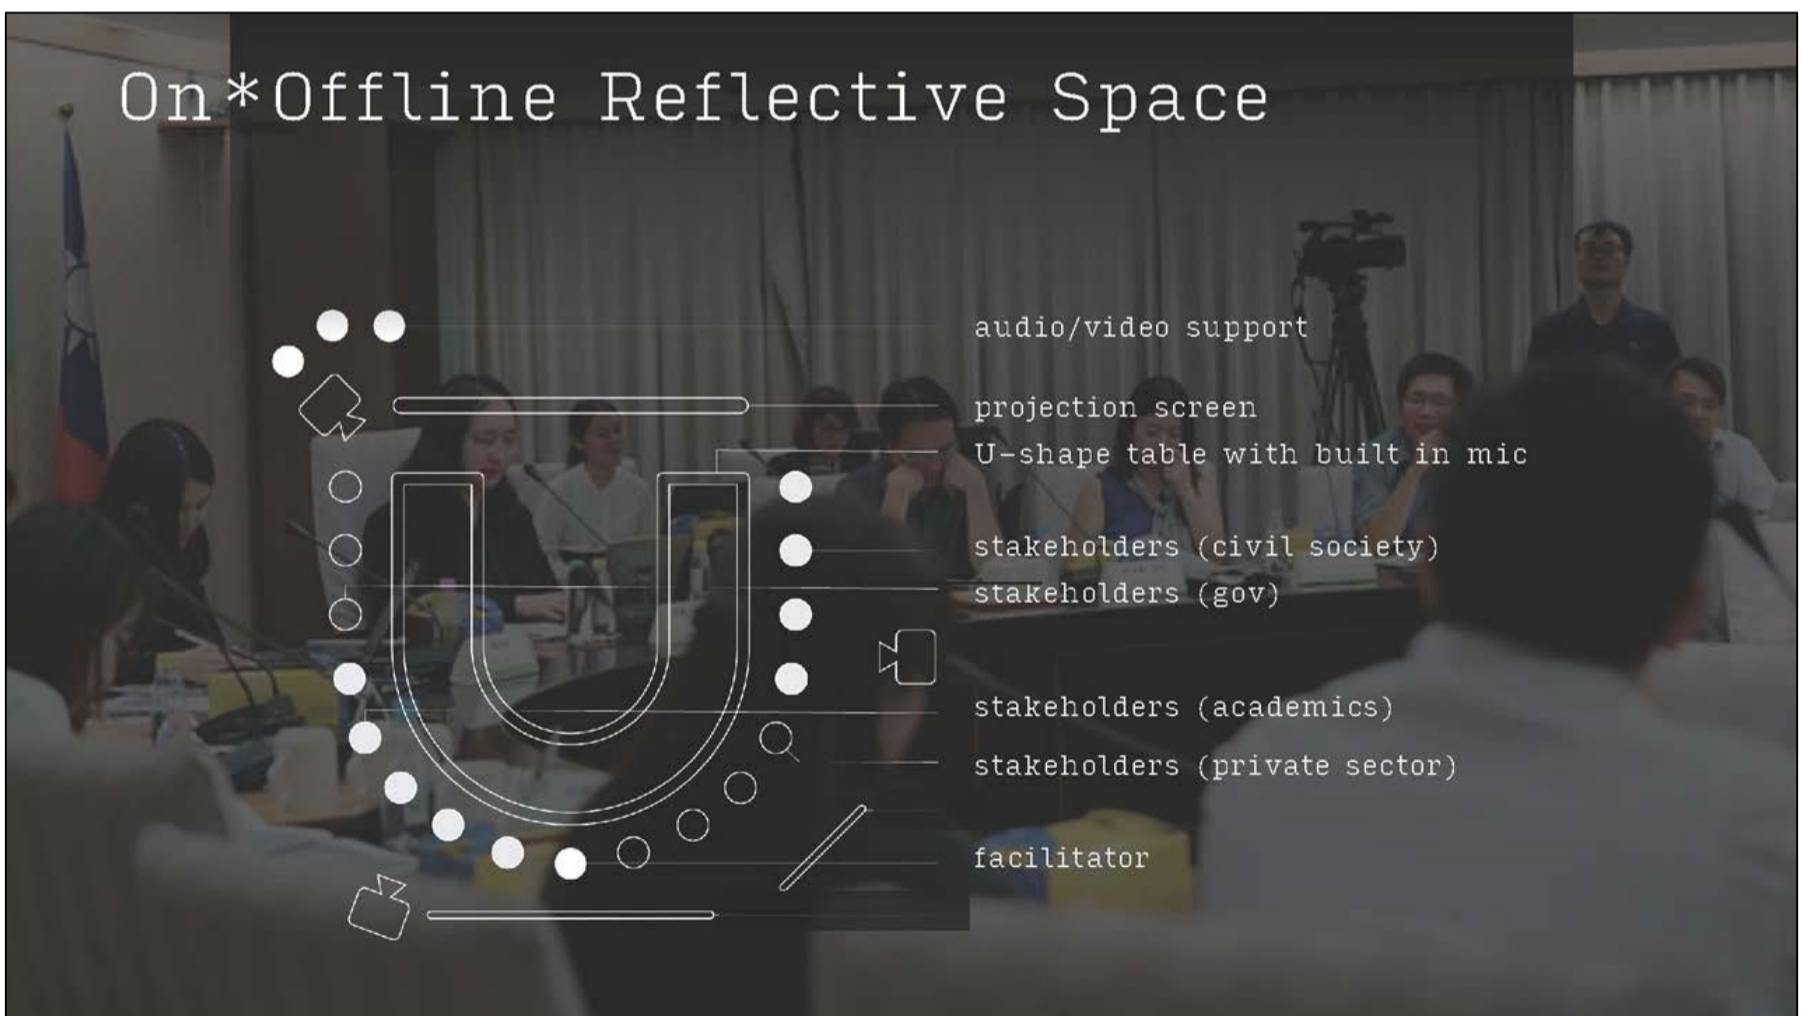 On*Offline Reflective Space
audio/video support
projection screen
U-shape table with built in mic
stakeholders (civil society)
stakeholders (gov)
stakeholders (academics)
stakeholders (private sector)
facilitator